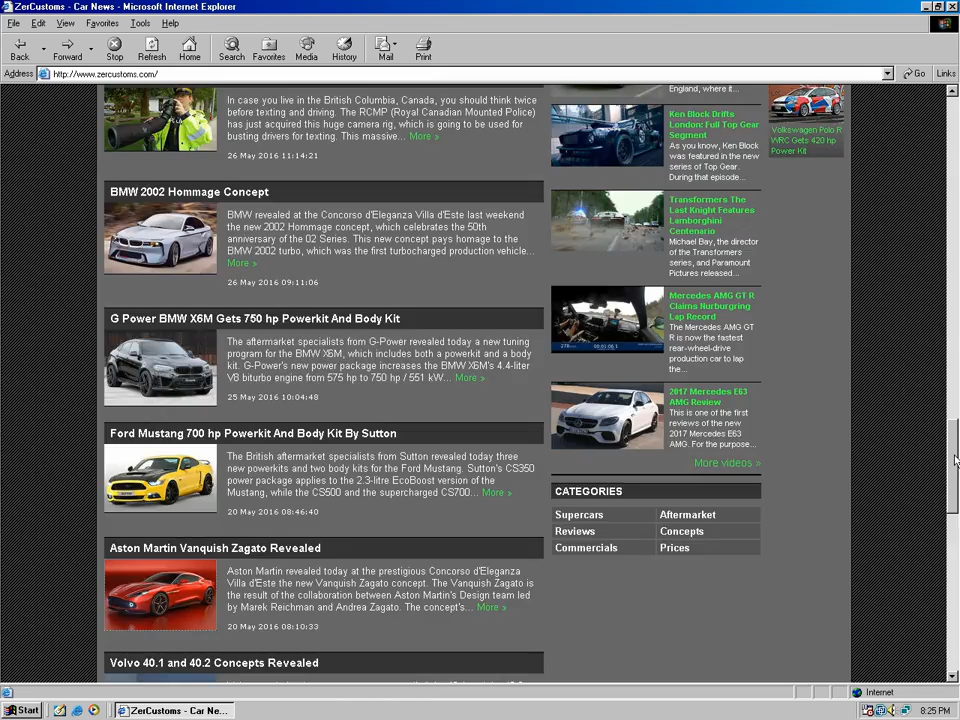 ZerCustoms - Car News - Microsoft Internet Explorer
File Edit View Favorites Tools Help
Back Forward Stop Refresh Home Search Favorites Media History Mail Print
Address http://www.zercustoms.com/ Go Links
In case you live in the British Columbia, Canada, you should think twice
before texting and driving. The RCMP (Royal Canadian Mounted Police)
has just acquired this huge camera rig, which is going to be used for
busting drivers for texting. This massive... More »
26 May 2016 11:14:21
BMW 2002 Hommage Concept
BMW revealed at the Concorso d'Eleganza Villa d'Este last weekend
the new 2002 Hommage concept, which celebrates the 50th
anniversary of the 02 Series. This new concept pays homage to the
BMW 2002 turbo, which was the first turbocharged production vehicle...
More »
26 May 2016 09:11:06
G Power BMW X6M Gets 750 hp Powerkit And Body Kit
The aftermarket specialists from G-Power revealed today a new tuning
program for the BMW X6M, which includes both a powerkit and a body
kit. G-Power's new power package increases the BMW X6M's 4.4-liter
V8 biturbo engine from 575 hp to 750 hp / 551 kW... More »
25 May 2016 10:04:48
Ford Mustang 700 hp Powerkit And Body Kit By Sutton
The British aftermarket specialists from Sutton revealed today three
new powerkits and two body kits for the Ford Mustang. Sutton's CS350
power package applies to the 2.3-litre EcoBoost version of the
Mustang, while the CS500 and the supercharged CS700... More »
20 May 2016 08:46:40
Aston Martin Vanquish Zagato Revealed
Aston Martin revealed today at the prestigious Concorso d'Eleganza
Villa d'Este the new Vanquish Zagato concept. The Vanquish Zagato is
the result of the collaboration between Aston Martin's Design team led
by Marek Reichman and Andrea Zagato. The concept's... More »
20 May 2016 08:10:33
Volvo 40.1 and 40.2 Concepts Revealed
England, where it...
Ken Block Drifts
London: Full Top Gear
Segment
As you know, Ken Block
was featured in the new
series of Top Gear.
During that episode...
Transformers The
Last Knight Features
Lamborghini
Centenario
Michael Bay, the director
of the Transformers
series, and Paramount
Pictures released...
Mercedes AMG GT R
Claims Nurburgring
Lap Record
The Mercedes AMG GT
R is now the fastest
rear-wheel-drive
production car to lap
the...
2017 Mercedes E63
AMG Review
This is one of the first
reviews of the new
2017 Mercedes E63
AMG. For the purpose...
More videos »
CATEGORIES
Supercars Aftermarket
Reviews Concepts
Commercials Prices
Volkswagen Polo R
WRC Gets 420 hp
Power Kit
Internet
Start ZerCustoms - Car Ne... 8:25 PM